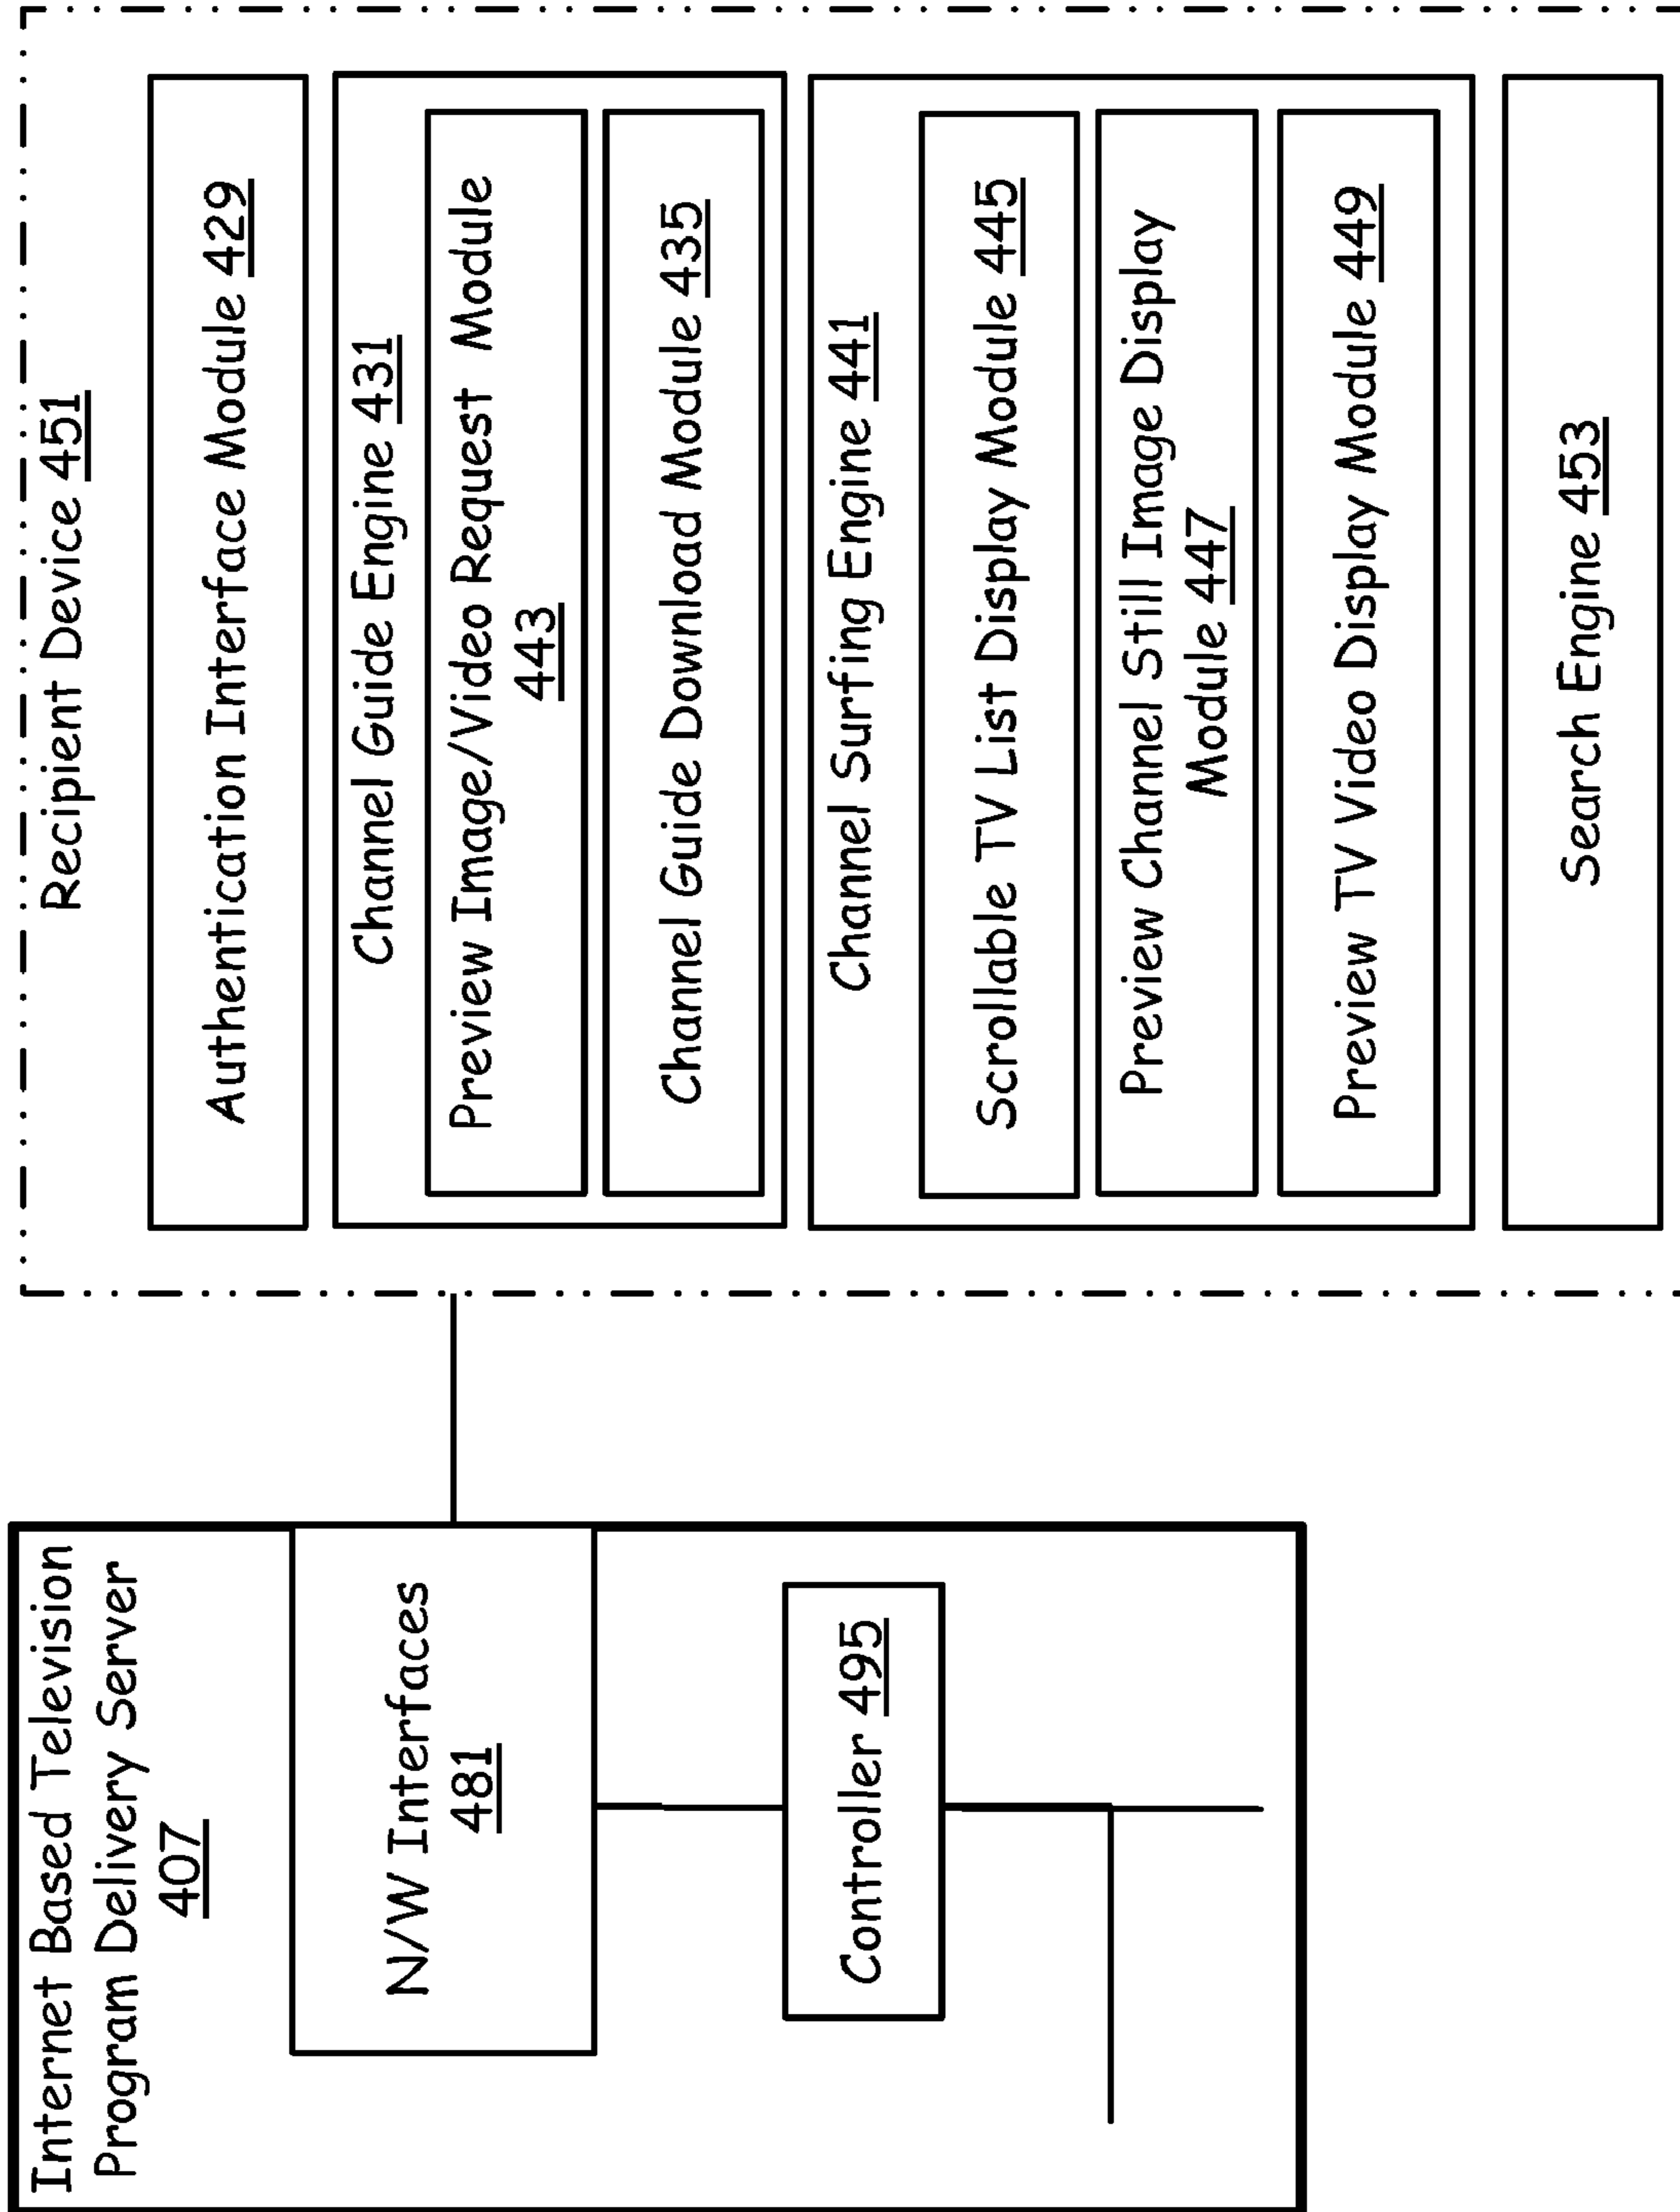 Internet Based Television
Program Delivery Server
407
N/W Interfaces
481
Controller 495
Recipient Device 451
Authentication Interface Module 429
Channel Guide Engine 431
Preview Image/Video Request Module
443
Channel Guide Download Module 435
Channel Surfing Engine 441
Scrollable TV List Display Module 445
Preview Channel Still Image Display
Module 447
Preview TV Video Display Module 449
Search Engine 453